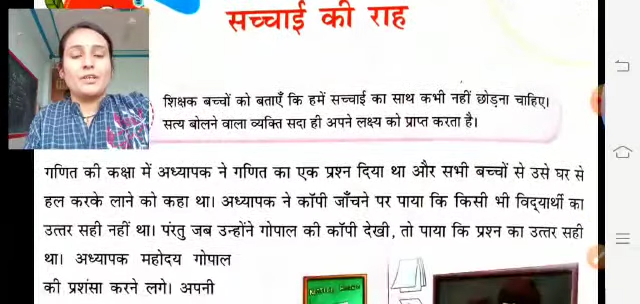 सच्चाई की राह
शिक्षक बच्चों को बताएँ कि हमें सच्चाई का साथ कभी नहीं छोड़ना चाहिए।
सत्य बोलने वाला व्यक्ति सदा ही अपने लक्ष्य को प्राप्त करता है।
गणित की कक्षा में अध्यापक ने गणित का एक प्रश्न दिया था और सभी बच्चों से उसे घर से
हल करके लाने को कहा था। अध्यापक ने कॉपी जाँचने पर पाया कि किसी भी विद्यार्थी का
उत्तर सही नहीं था। परंतु जब उन्होंने गोपाल की कॉपी देखी, तो पाया कि प्रश्न का उत्तर सही
था। अध्यापक महोदय गोपाल
की प्रशंसा करने लगे। अपनी